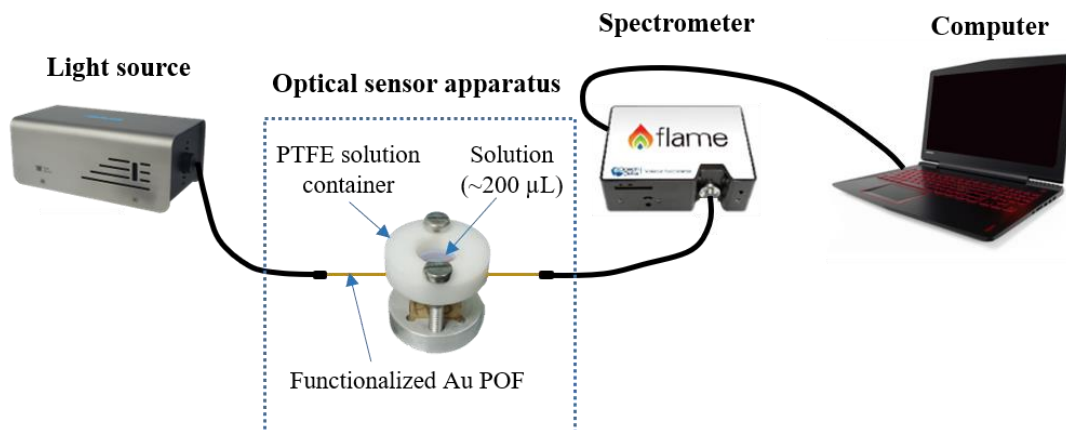 Spectrometer
Computer
Light source
Optical sensor apparatus
PTFE solution
container
Solution
(~200 µL)
flame
Functionalized Au POF